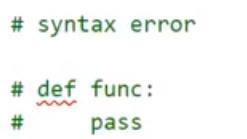 # syntax error
# def func:
#     pass